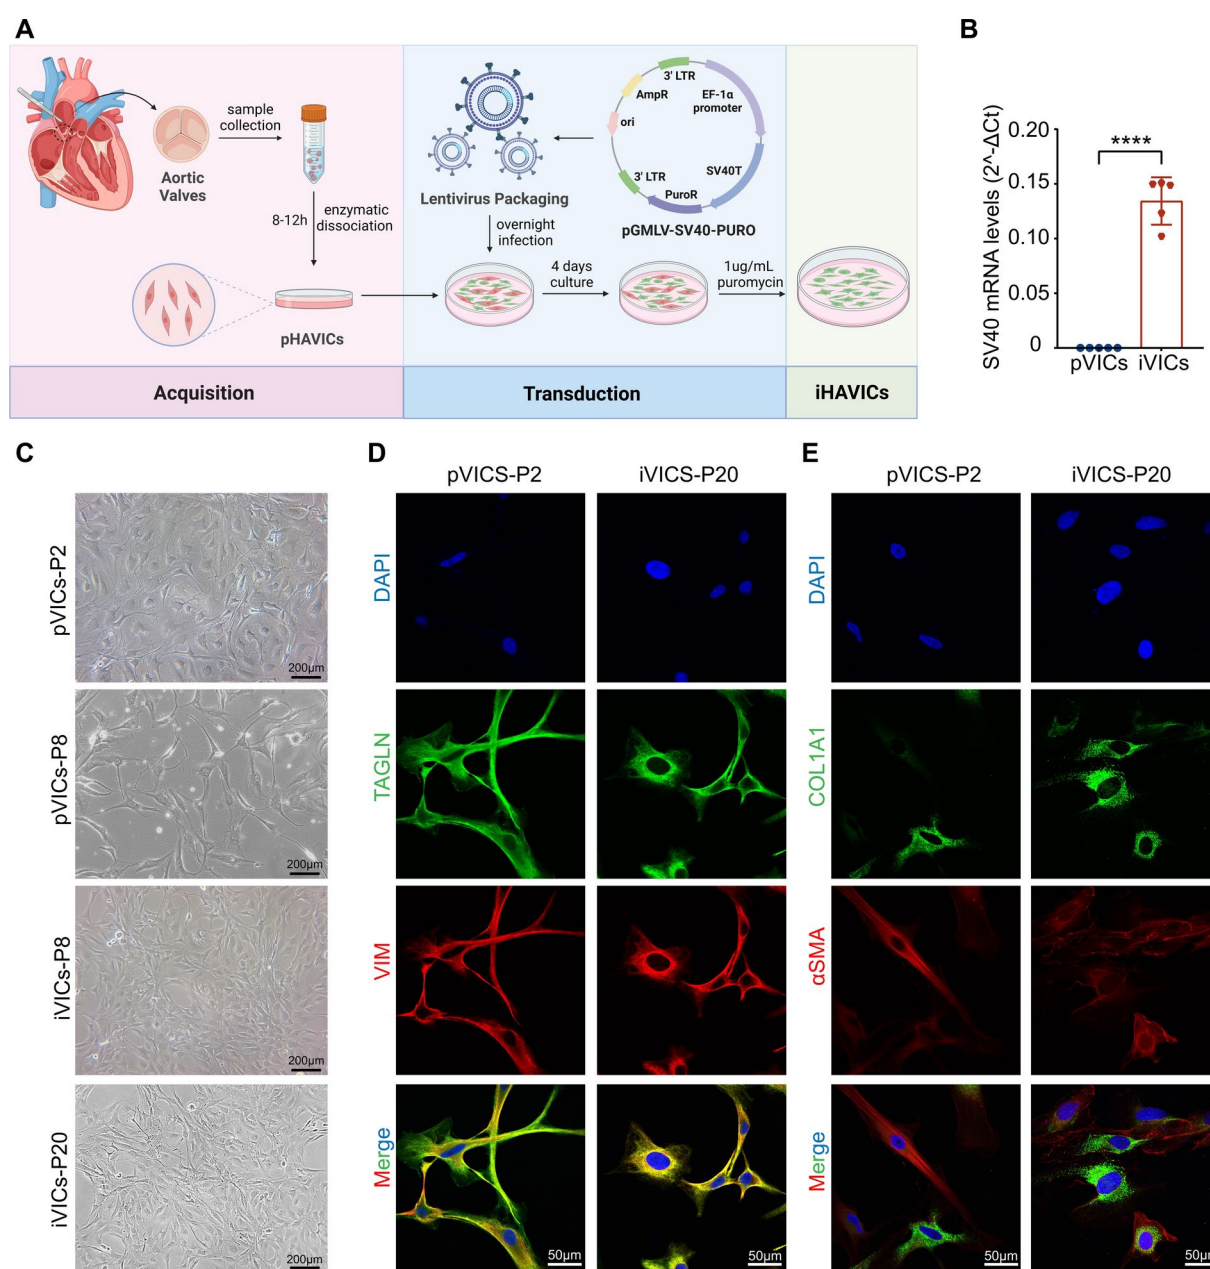 A
sample
collection
Aortic
Valves
8-12h
enzymatic
dissociation
pHAVICs
Acquisition
Lentivirus Packaging
overnight
infection
4 days
culture
1ug/mL
puromycin
3' LTR
AmpR
EF-1α
promoter
ori
SV40T
3' LTR
PuroR
pGMLV-SV40-PURO
Transduction
iHAVICs
B
SV40 mRNA levels (2^-ΔCt)
0.20
0.15
0.10
0.05
0
****
pVICs
iVICs
C
pVICs-P2
200μm
pVICs-P8
200μm
iVICs-P8
200μm
iVICs-P20
200μm
D
pVICS-P2
iVICS-P20
DAPI
TAGLN
VIM
Merge
50μm
50μm
E
pVICS-P2
iVICS-P20
DAPI
COL1A1
αSMA
Merge
50μm
50μm